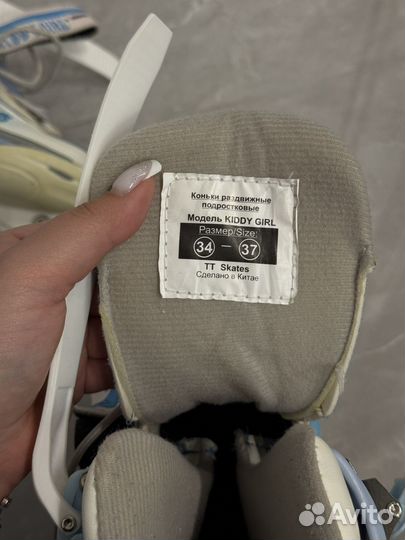 Коньки раздвижные
подростковые
Модель KIDDY GIRL
Размер/Size:
34 — 37
TT Skates
Сделано в Китае
Avito